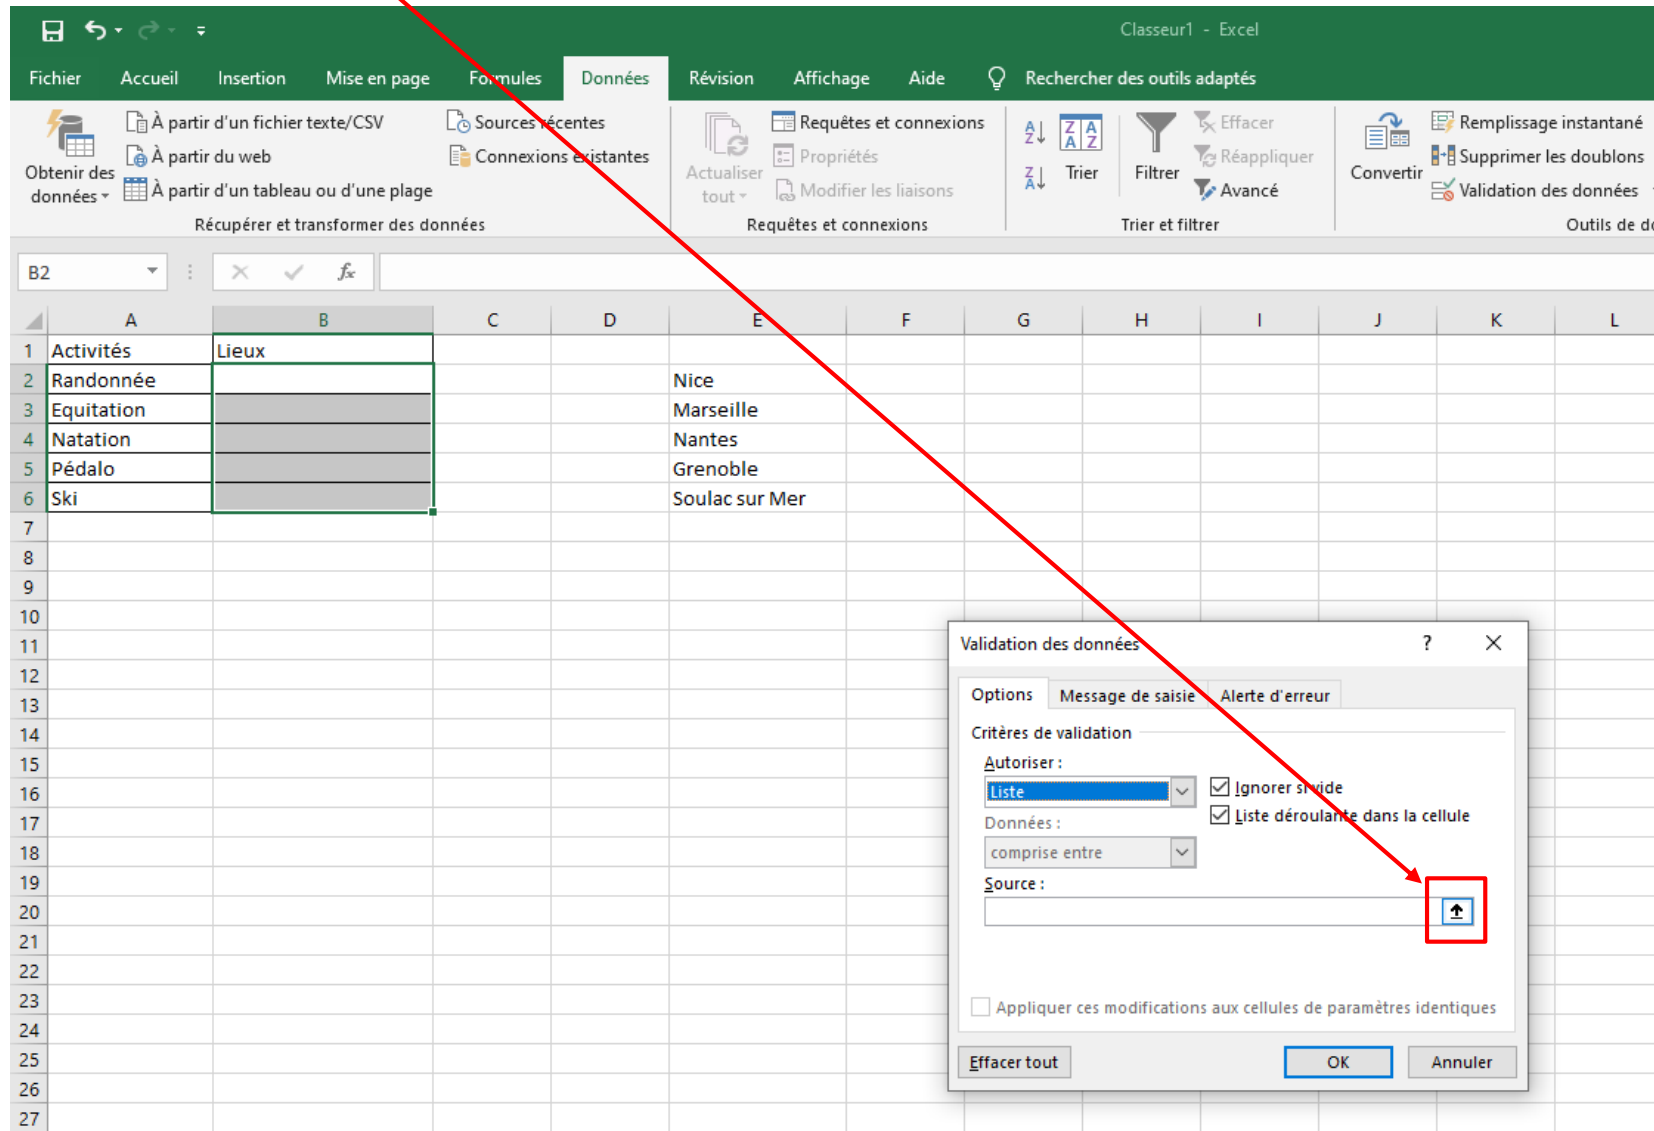 Classeur1 - Excel
Fichier Accueil Insertion Mise en page Formules Données Révision Affichage Aide Rechercher des outils adaptés
Obtenir des données
À partir d'un fichier texte/CSV
À partir du web
À partir d'un tableau ou d'une plage
Sources récentes
Connexions existantes
Récupérer et transformer des données
Actualiser tout
Requêtes et connexions
Propriétés
Modifier les liaisons
Requêtes et connexions
Trier
Filtrer
Effacer
Réappliquer
Avancé
Trier et filtrer
Convertir
Remplissage instantané
Supprimer les doublons
Validation des données
Outils de d
B2 fx
A B C D E F G H I J K L
1 Activités Lieux
2 Randonnée Nice
3 Equitation Marseille
4 Natation Nantes
5 Pédalo Grenoble
6 Ski Soulac sur Mer
7
8
9
10
11
12
13
14
15
16
17
18
19
20
21
22
23
24
25
26
27
Validation des données ?
Options Message de saisie Alerte d'erreur
Critères de validation
Autoriser :
Liste
Ignorer si vide
Liste déroulante dans la cellule
Données :
comprise entre
Source :
Appliquer ces modifications aux cellules de paramètres identiques
Effacer tout OK Annuler